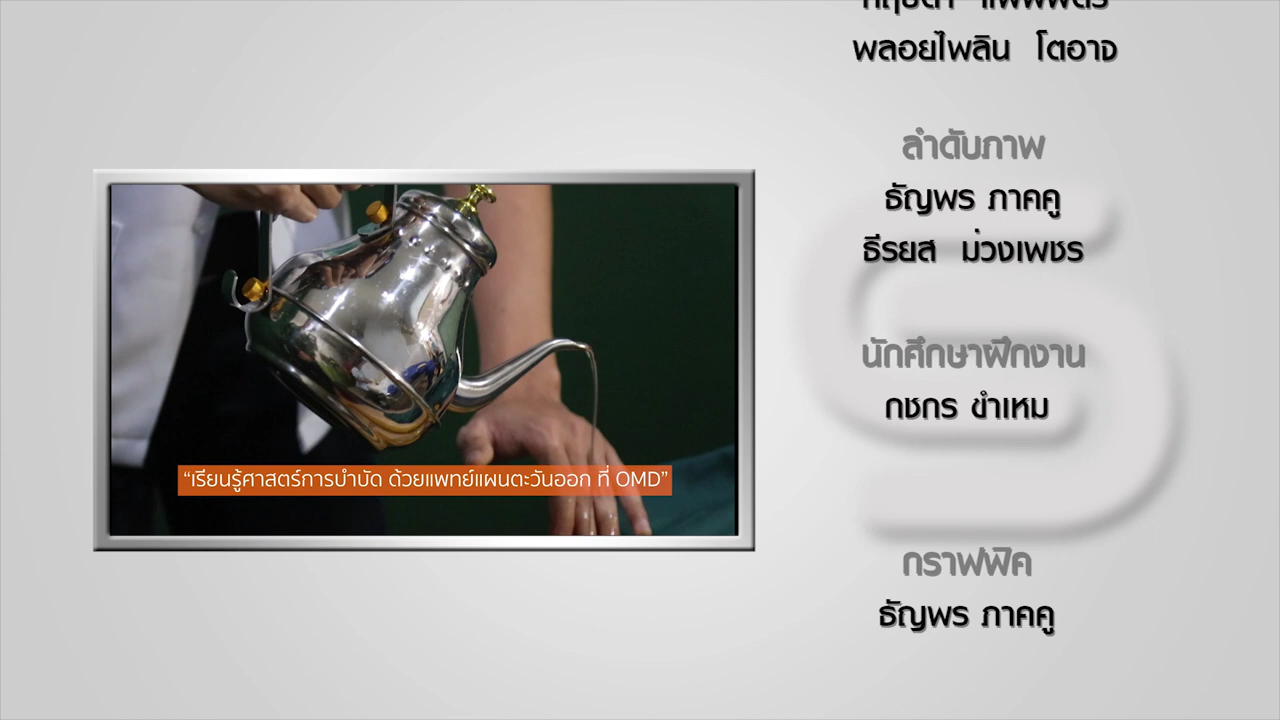 พลอยไพลิน โตอาจ
ลำดับภาพ
ธัญพร ภาคคู
ธีรยส ม่วงเพชร
นักศึกษาฝึกงาน
กชกร ขำเหม
กราฟฟิค
ธัญพร ภาคคู
“เรียนรู้ศาสตร์การบำบัด ด้วยแพทย์แผนตะวันออก ที่ OMD”